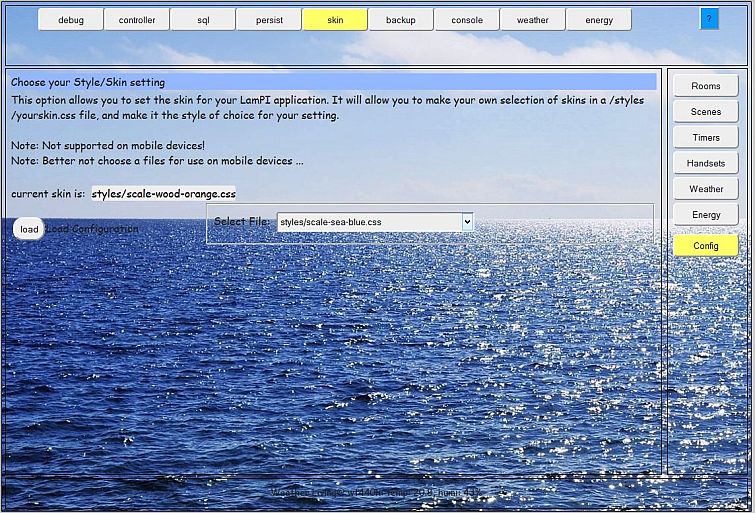 debug controller sql persist skin backup console weather energy ?
Choose your Style/Skin setting
This option allows you to set the skin for your LamPI application. It will allow you to make your own selection of skins in a /styles
/yourskin.css file, and make it the style of choice for your setting.
Note: Not supported on mobile devices!
Note: Better not choose a files for use on mobile devices ...
current skin is: styles/scale-wood-orange.css
Select File: styles/scale-sea-blue.css
load Load Configuration
Rooms
Scenes
Timers
Handsets
Weather
Energy
Config